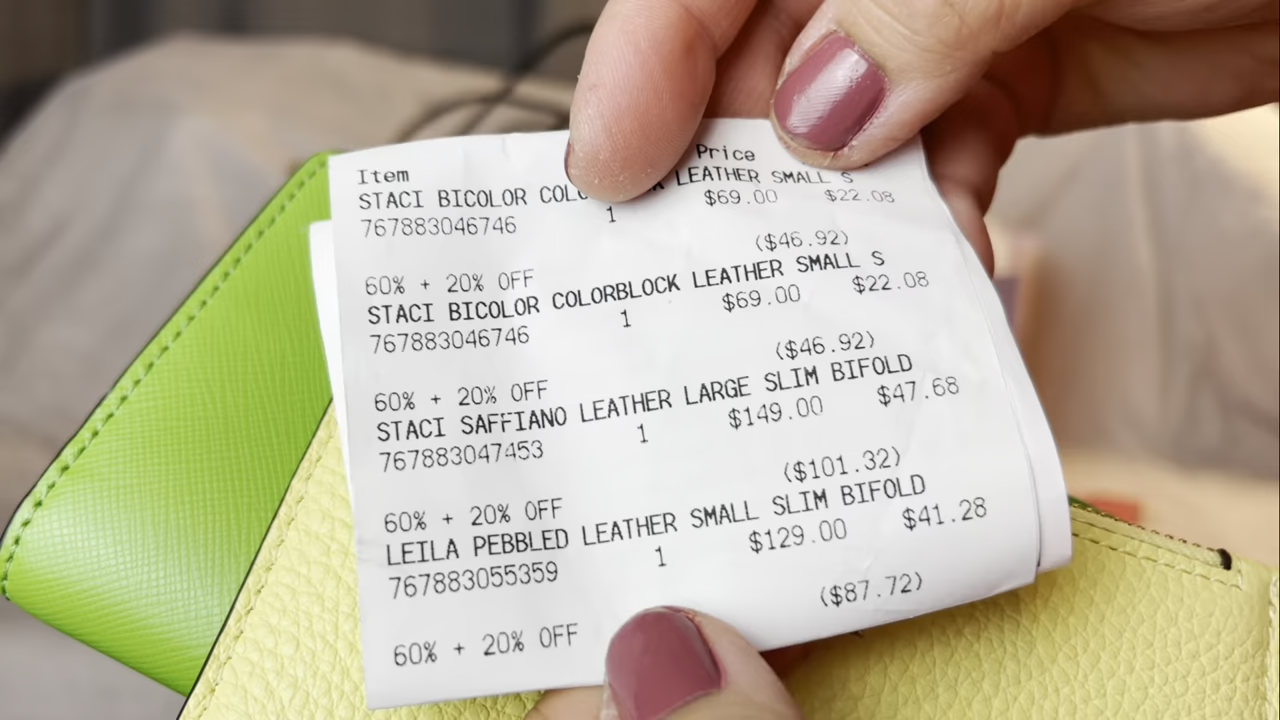 Item Price
STACI BICOLOR LEATHER SMALL S
767883046746 1 $69.00 $22.08
($46.92)
60% + 20% OFF
STACI BICOLOR COLORBLOCK LEATHER SMALL S
767883046746 1 $69.00 $22.08
($46.92)
60% + 20% OFF
STACI SAFFIANO LEATHER LARGE SLIM BIFOLD
767883047453 1 $149.00 $47.68
($101.32)
60% + 20% OFF
LEILA PEBBLED LEATHER SMALL SLIM BIFOLD
767883055359 1 $129.00 $41.28
($87.72)
60% + 20% OFF